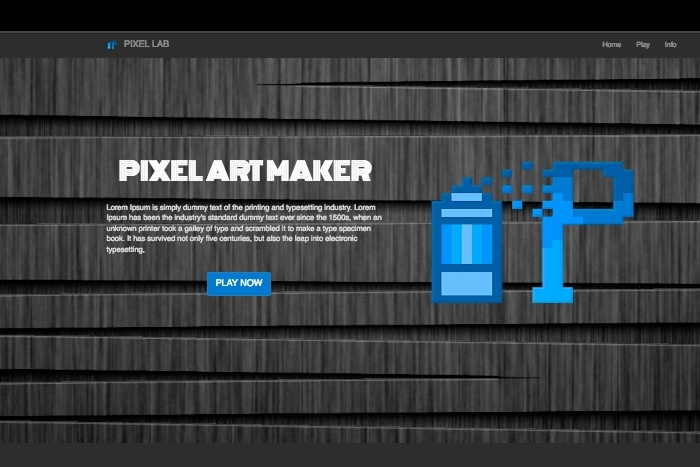 PIXEL LAB
Home Play Info
PIXEL ART MAKER
Lorem Ipsum is simply dummy text of the printing and typesetting industry. Lorem
Ipsum has been the industry's standard dummy text ever since the 1500s, when an
unknown printer took a galley of type and scrambled it to make a type specimen
book. It has survived not only five centuries, but also the leap into electronic
typesetting,
PLAY NOW
P